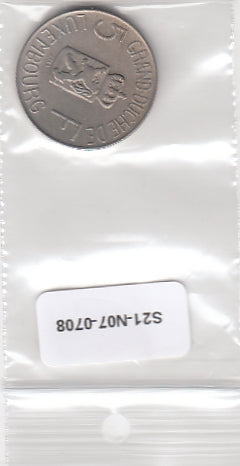 5 F
GRAND-DUCHE DE LUXEMBOURG
S21-N07-0708